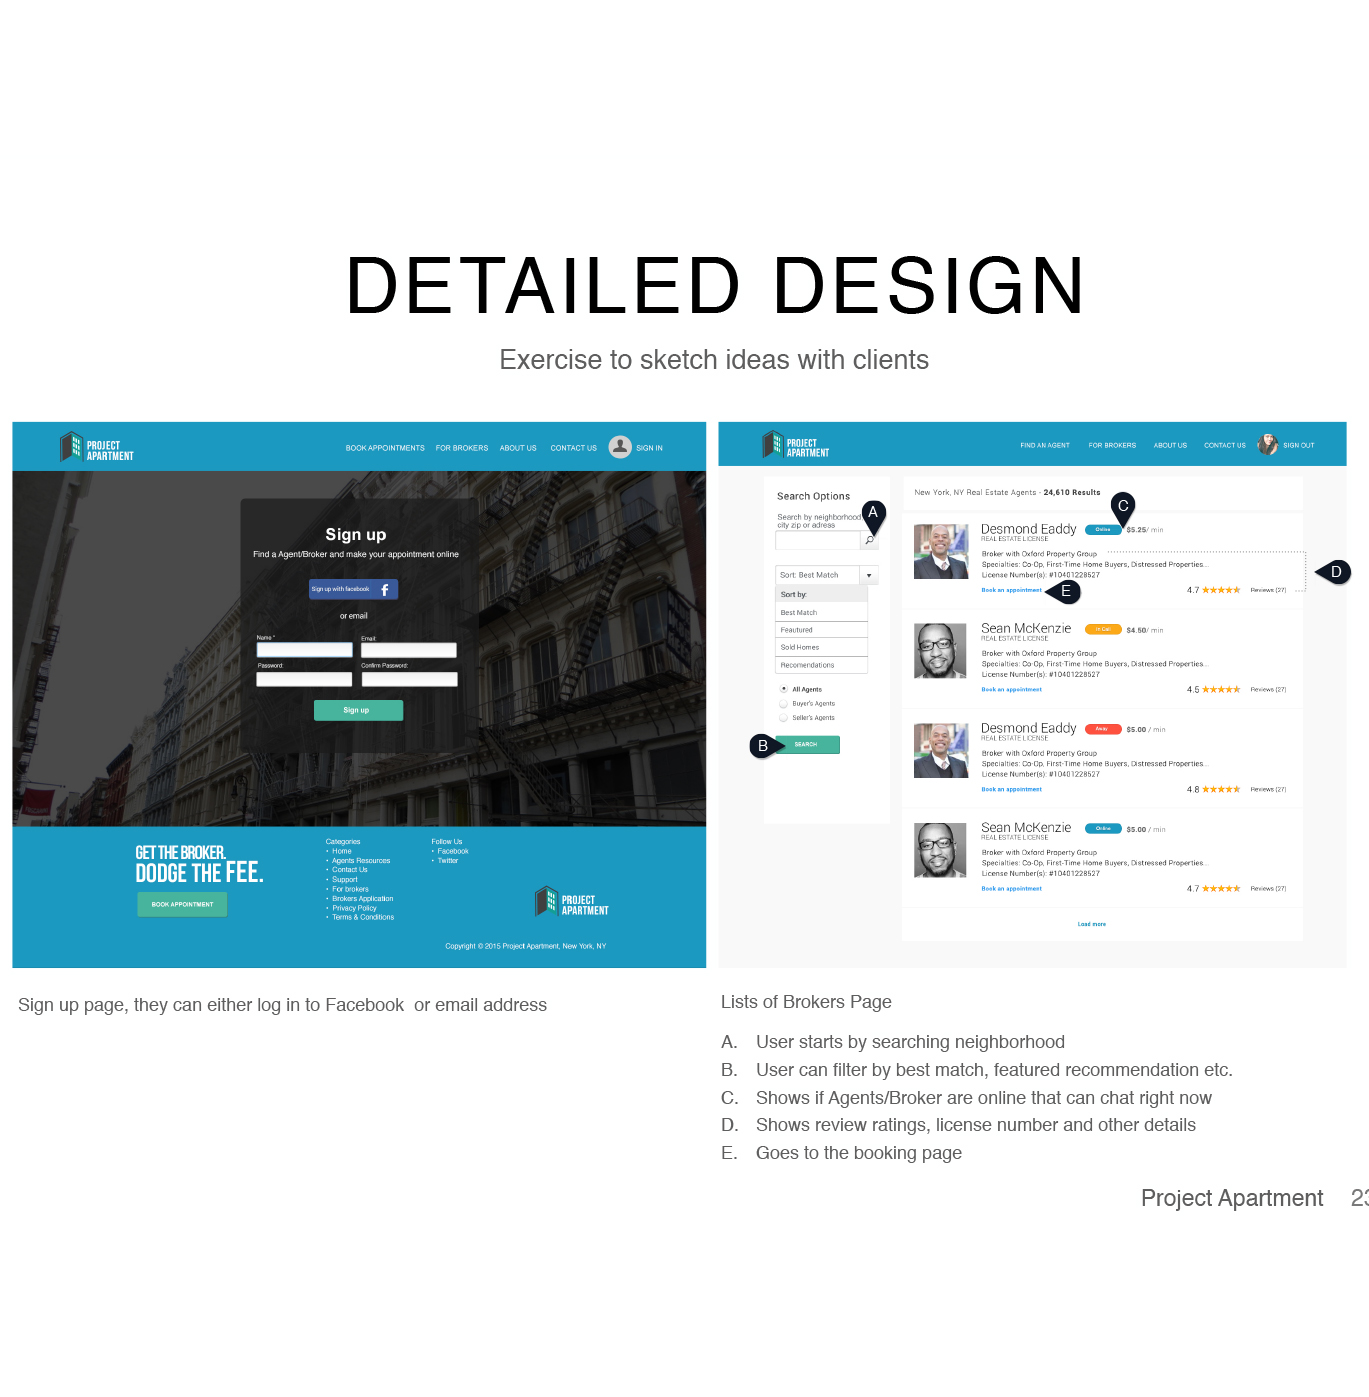 DETAILED DESIGN
Exercise to sketch ideas with clients
PROJECT
APARTMENT
BOOK APPOINTMENTS FOR BROKERS ABOUT US CONTACT US SIGN IN
Sign up
Find a Agent/Broker and make your appointment online
Sign up with facebook f
or email
Name * Email
Password: Confirm Password:
Sign up
GET THE BROKER.
DODGE THE FEE.
BOOK APPOINTMENT
Categories
• Home
• Agents Resources
• Contact Us
• Support
• For brokers
• Brokers Application
• Privacy Policy
• Terms & Conditions
Follow Us
• Facebook
• Twitter
PROJECT
APARTMENT
Copyright © 2015 Project Apartment, New York, NY
Sign up page, they can either log in to Facebook or email address
PROJECT
APARTMENT
FIND AN AGENT FOR BROKERS ABOUT US CONTACT US SIGN OUT
Search Options
Search by neighborhood
city zip or adress
A
Sort: Best Match
Sort by:
Best Match
Feautured
Sold Homes
Recomendations
All Agents
Buyer's Agents
Seller's Agents
B
SEARCH
New York, NY Real Estate Agents - 24,610 Results
C
Desmond Eaddy Online $5.25/ min
REAL ESTATE LICENSE
Broker with Oxford Property Group
Specialties: Co-Op, First-Time Home Buyers, Distressed Properties...
D
License Number(s): #10401228527
Book an appointment E 4.7 Reviews (27)
Sean McKenzie In Call $4.50/ min
REAL ESTATE LICENSE
Broker with Oxford Property Group
Specialties: Co-Op, First-Time Home Buyers, Distressed Properties...
License Number(s): #10401228527
Book an appointment 4.5 Reviews (27)
Desmond Eaddy Away $5.00 / min
REAL ESTATE LICENSE
Broker with Oxford Property Group
Specialties: Co-Op, First-Time Home Buyers, Distressed Properties...
License Number(s): #10401228527
Book an appointment 4.8 Reviews (27)
Sean McKenzie Online $5.00 / min
REAL ESTATE LICENSE
Broker with Oxford Property Group
Specialties: Co-Op, First-Time Home Buyers, Distressed Properties...
License Number(s): #10401228527
Book an appointment 4.7 Reviews (27)
Load more
Lists of Brokers Page
A. User starts by searching neighborhood
B. User can filter by best match, featured recommendation etc.
C. Shows if Agents/Broker are online that can chat right now
D. Shows review ratings, license number and other details
E. Goes to the booking page
Project Apartment 23